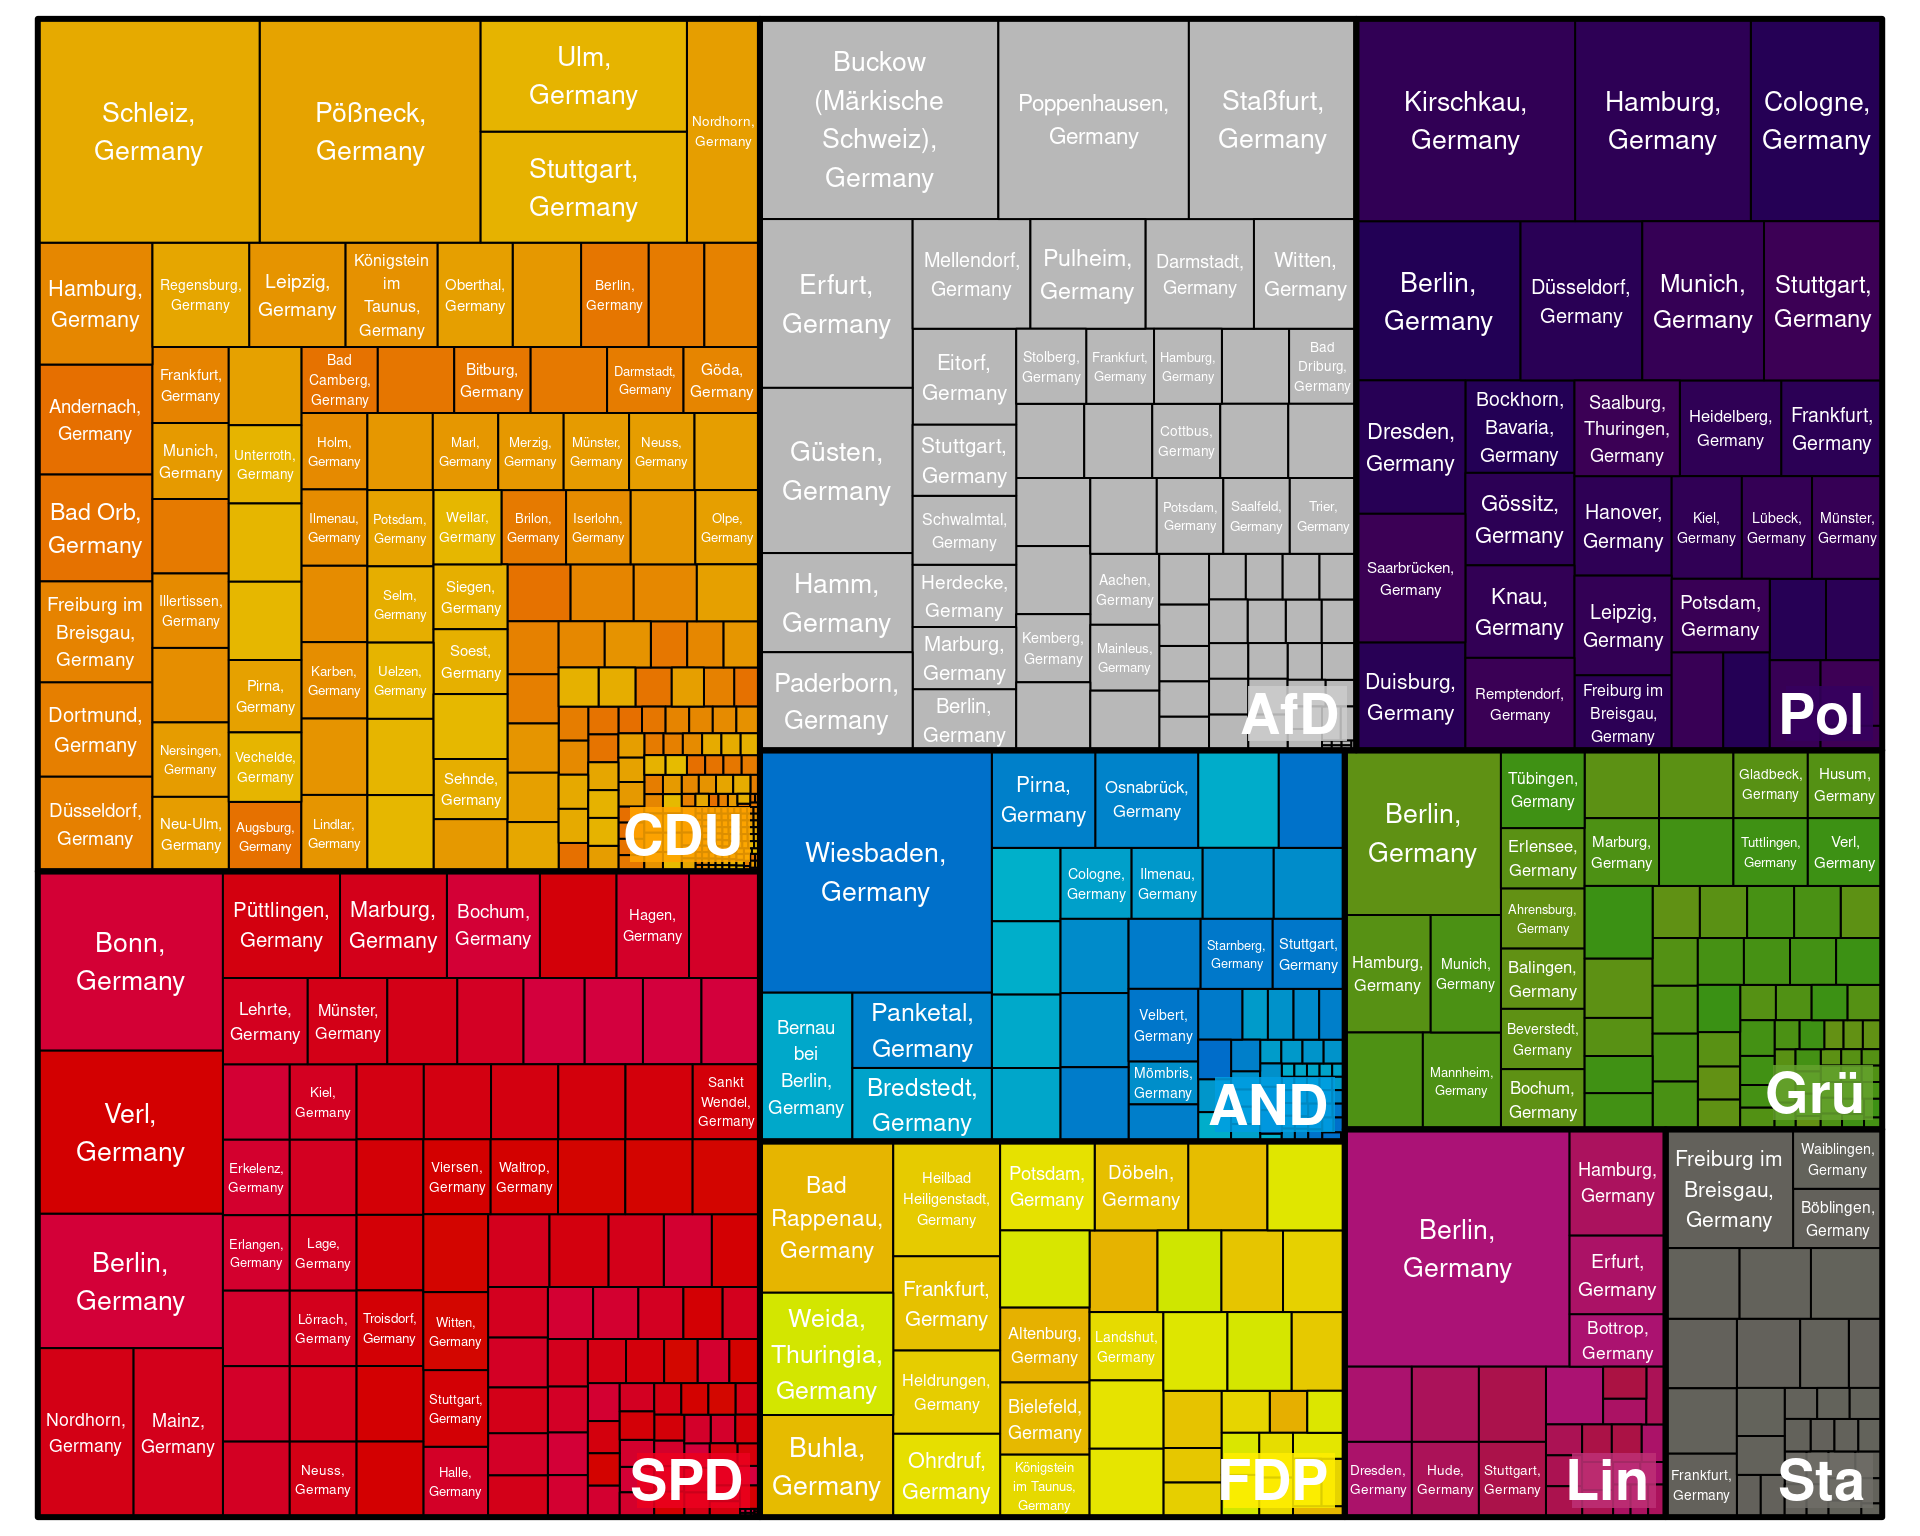 Schleiz,
Germany
Pößneck,
Germany
Ulm,
Germany
Stuttgart,
Germany
Nordhorn,
Germany
Hamburg,
Germany
Regensburg,
Germany
Leipzig,
Germany
Königstein
im
Taunus,
Germany
Oberthal,
Germany
Berlin,
Germany
Andernach,
Germany
Frankfurt,
Germany
Bad
Camberg,
Germany
Bitburg,
Germany
Darmstadt,
Germany
Göda,
Germany
Munich,
Germany
Unterroth,
Germany
Holm,
Germany
Marl,
Germany
Merzig,
Germany
Münster,
Germany
Neuss,
Germany
Bad Orb,
Germany
Ilmenau,
Germany
Potsdam,
Germany
Weilar,
Germany
Brilon,
Germany
Iserlohn,
Germany
Olpe,
Germany
Freiburg im
Breisgau,
Germany
Illertissen,
Germany
Selm,
Germany
Siegen,
Germany
Karben,
Germany
Uelzen,
Germany
Soest,
Germany
Dortmund,
Germany
Pirna,
Germany
Nersingen,
Germany
Vechelde,
Germany
Sehnde,
Germany
Düsseldorf,
Germany
Neu-Ulm,
Germany
Augsburg,
Germany
Lindlar,
Germany
CDU
Buckow
(Märkische
Schweiz),
Germany
Poppenhausen,
Germany
Staßfurt,
Germany
Erfurt,
Germany
Mellendorf,
Germany
Pulheim,
Germany
Darmstadt,
Germany
Witten,
Germany
Eitorf,
Germany
Stolberg,
Germany
Frankfurt,
Germany
Hamburg,
Germany
Bad
Driburg,
Germany
Güsten,
Germany
Stuttgart,
Germany
Cottbus,
Germany
Schwalmtal,
Germany
Potsdam,
Germany
Saalfeld,
Germany
Trier,
Germany
Hamm,
Germany
Herdecke,
Germany
Aachen,
Germany
Marburg,
Germany
Kemberg,
Germany
Mainleus,
Germany
Paderborn,
Germany
Berlin,
Germany
AfD
Kirschkau,
Germany
Hamburg,
Germany
Cologne,
Germany
Berlin,
Germany
Düsseldorf,
Germany
Munich,
Germany
Stuttgart,
Germany
Dresden,
Germany
Bockhorn,
Bavaria,
Germany
Saalburg,
Thuringen,
Germany
Heidelberg,
Germany
Frankfurt,
Germany
Gössitz,
Germany
Hanover,
Germany
Kiel,
Germany
Lübeck,
Germany
Münster,
Germany
Saarbrücken,
Germany
Knau,
Germany
Leipzig,
Germany
Potsdam,
Germany
Duisburg,
Germany
Remptendorf,
Germany
Freiburg im
Breisgau,
Germany
Pol
Bonn,
Germany
Püttlingen,
Germany
Marburg,
Germany
Bochum,
Germany
Hagen,
Germany
Lehrte,
Germany
Münster,
Germany
Verl,
Germany
Kiel,
Germany
Sankt
Wendel,
Germany
Erkelenz,
Germany
Viersen,
Germany
Waltrop,
Germany
Berlin,
Germany
Erlangen,
Germany
Lage,
Germany
Lörrach,
Germany
Troisdorf,
Germany
Witten,
Germany
Nordhorn,
Germany
Mainz,
Germany
Stuttgart,
Germany
Neuss,
Germany
Halle,
Germany
SPD
Wiesbaden,
Germany
Pirna,
Germany
Osnabrück,
Germany
Cologne,
Germany
Ilmenau,
Germany
Starnberg,
Germany
Stuttgart,
Germany
Bernau
bei
Berlin,
Germany
Panketal,
Germany
Velbert,
Germany
Bredstedt,
Germany
Mömbris,
Germany
AND
Berlin,
Germany
Tübingen,
Germany
Gladbeck,
Germany
Husum,
Germany
Erlensee,
Germany
Marburg,
Germany
Tuttlingen,
Germany
Verl,
Germany
Hamburg,
Germany
Munich,
Germany
Ahrensburg,
Germany
Balingen,
Germany
Beverstedt,
Germany
Mannheim,
Germany
Bochum,
Germany
Grü
Bad
Rappenau,
Germany
Heilbad
Heiligenstadt,
Germany
Potsdam,
Germany
Döbeln,
Germany
Weida,
Thuringia,
Germany
Frankfurt,
Germany
Altenburg,
Germany
Landshut,
Germany
Heldrungen,
Germany
Bielefeld,
Germany
Buhla,
Germany
Ohrdruf,
Germany
Königstein
im Taunus,
Germany
FDP
Berlin,
Germany
Hamburg,
Germany
Erfurt,
Germany
Bottrop,
Germany
Dresden,
Germany
Hude,
Germany
Stuttgart,
Germany
Lin
Freiburg im
Breisgau,
Germany
Waiblingen,
Germany
Böblingen,
Germany
Frankfurt,
Germany
Sta